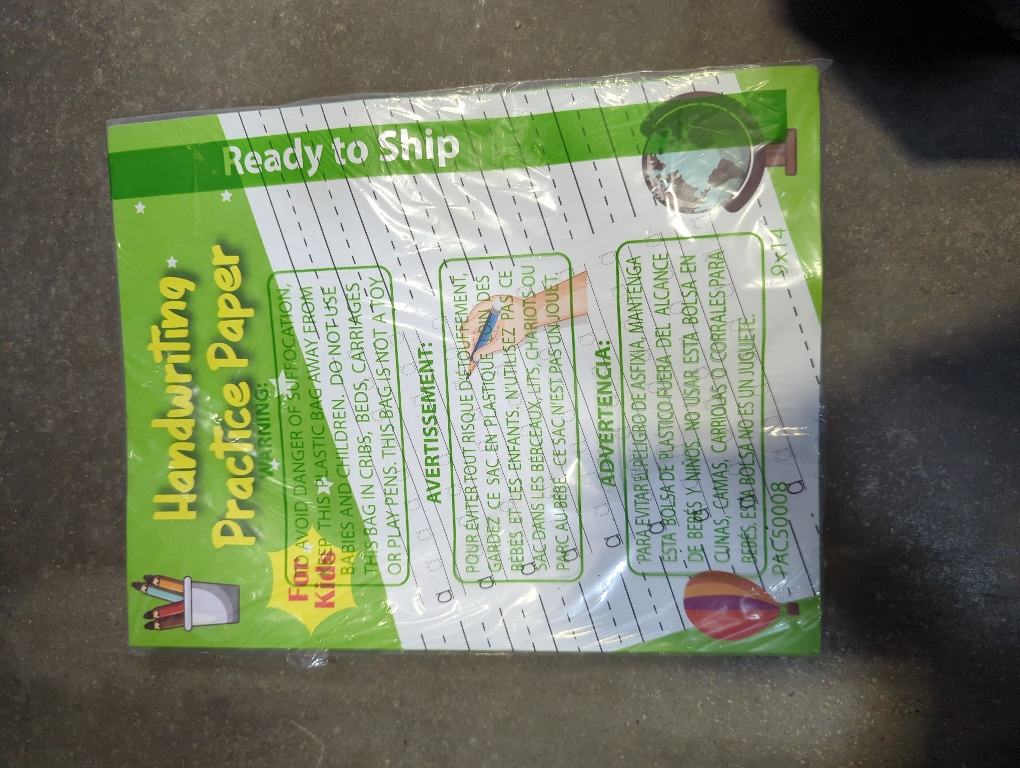 Ready to Ship
Handwriting
Practice Paper
For
Kids
WARNING:
TO AVOID DANGER OF SUFFOCATION,
KEEP THIS PLASTIC BAG AWAY FROM
BABIES AND CHILDREN. DO NOT USE
THIS BAG IN CRIBS, BEDS, CARRIAGES,
OR PLAY PENS. THIS BAG IS NOT A TOY.
AVERTISSEMENT:
POUR ÉVITER TOUT RISQUE D'ÉTOUFFEMENT,
GARDEZ CE SAC EN PLASTIQUE LOIN DES
BÉBÉS ET LES ENFANTS. N'UTILISEZ PAS CE
SAC DANS LES BERCEAUX, LITS, CHARIOTS OU
PARC AU BÉBÉ. CE SAC N'EST PAS UN JOUET.
ADVERTENCIA:
PARA EVITAR EL PELIGRO DE ASFIXIA, MANTENGA
ESTA BOLSA DE PLÁSTICO FUERA DEL ALCANCE
DE BEBÉS Y NIÑOS. NO USAR ESTA BOLSA EN
CUNAS, CAMAS, CARRIOLAS O CORRALES PARA
BEBÉS. ESTA BOLSA NO ES UN JUGUETE.
PAC50008 9x14
a
a
a
a
a
a
a
a
a